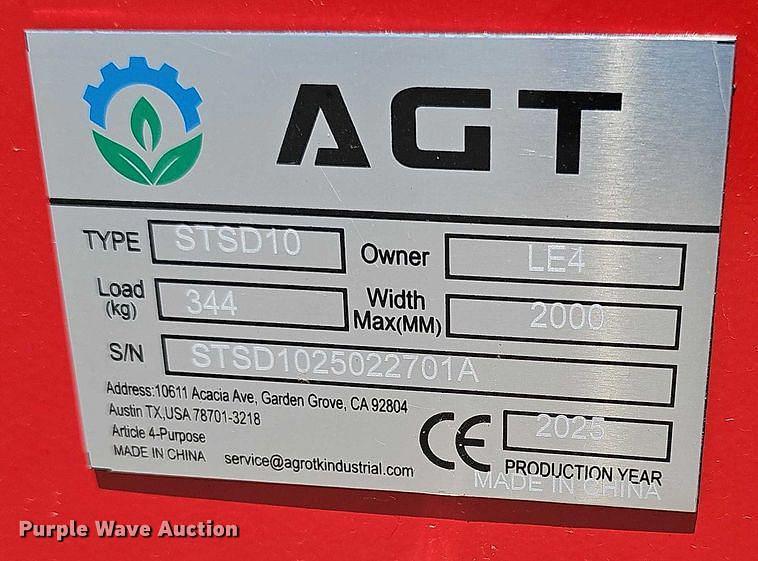 AGT
TYPE STSD10 Owner LE4
Load (kg) 344 Width Max(MM) 2000
S/N STSD1025022701A
Address:10611 Acacia Ave, Garden Grove, CA 92804
Austin TX,USA 78701-3218
Article 4-Purpose
MADE IN CHINA
service@agrotkindustrial.com
CE
2025
PRODUCTION YEAR
MADE IN CHINA
Purple Wave Auction